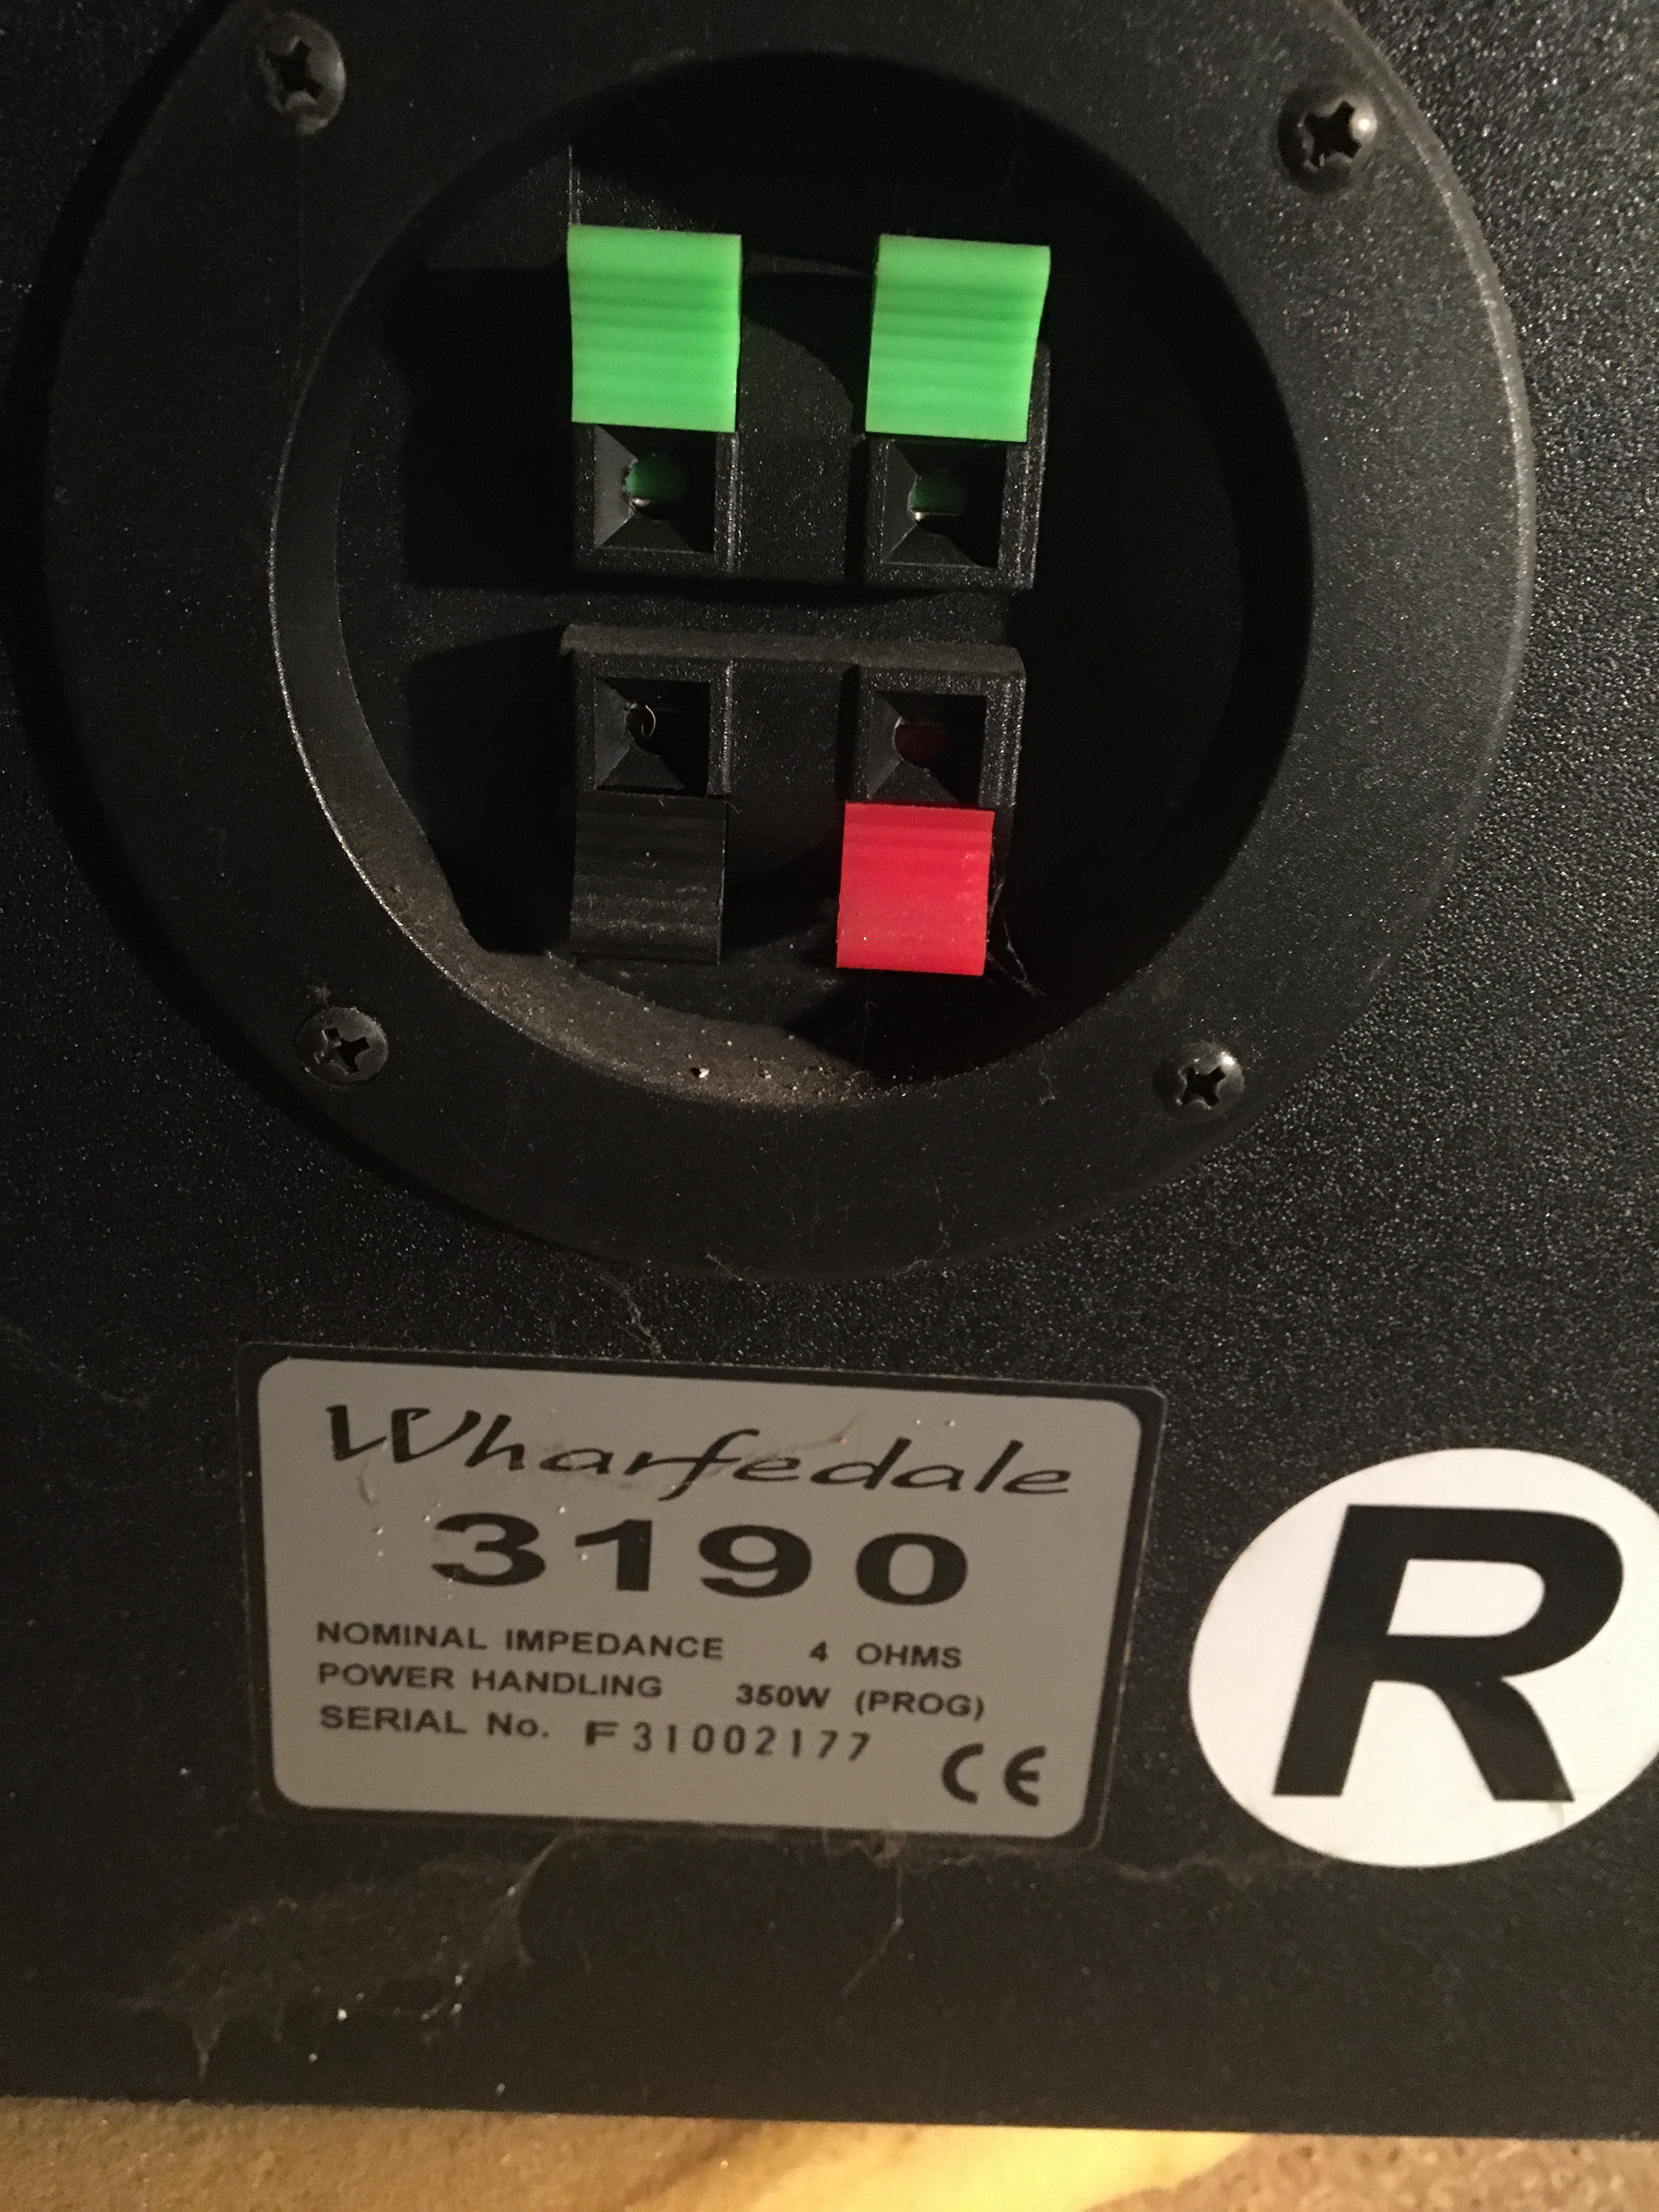 Wharfedale
3190
NOMINAL IMPEDANCE 4 OHMS
POWER HANDLING 350W (PROG)
SERIAL No. F31002177
CE
R